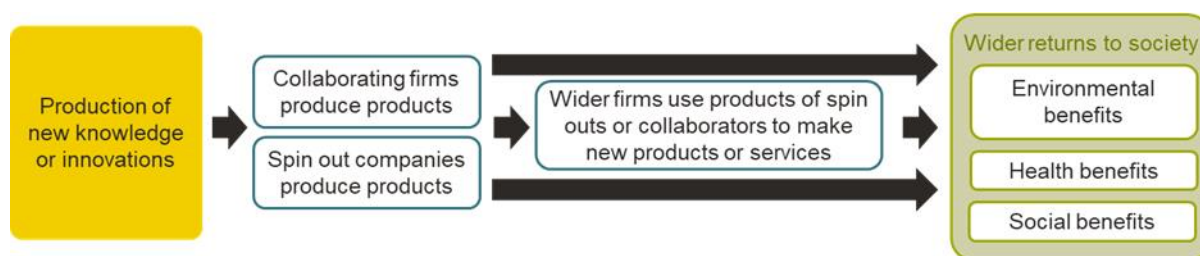 Production of
new knowledge
or innovations
Collaborating firms
produce products
Spin out companies
produce products
Wider firms use products of spin
outs or collaborators to make
new products or services
Wider returns to society
Environmental
benefits
Health benefits
Social benefits